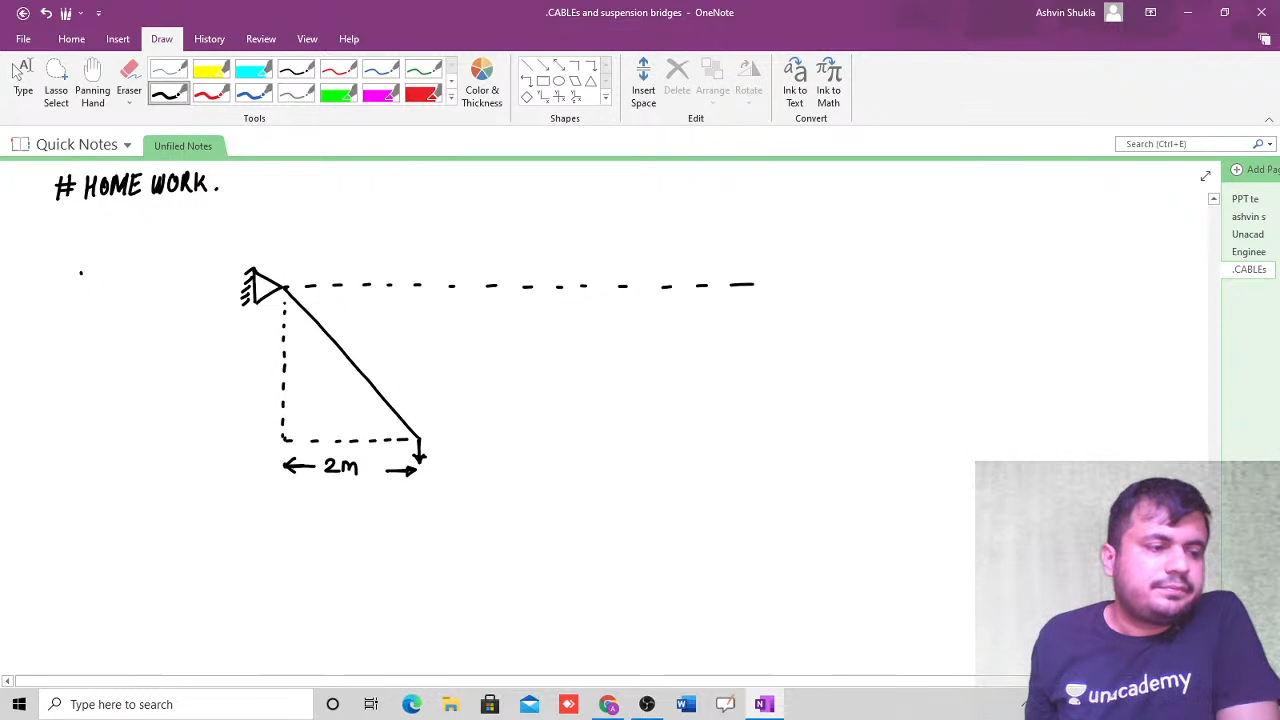 .CABLEs and suspension bridges - OneNote
Ashvin Shukla
File Home Insert Draw History Review View Help
Type
Lasso Select
Panning Hand
Eraser
Color & Thickness
Insert Space
Delete
Arrange
Rotate
Ink to Text
Ink to Math
Tools
Shapes
Edit
Convert
Quick Notes
Unfiled Notes
Search (Ctrl+E)
Add Pag
# HOME WORK.
PPT te
ashvin s
Unacad
Enginee
.CABLEs
2m
unacademy
Type here to search